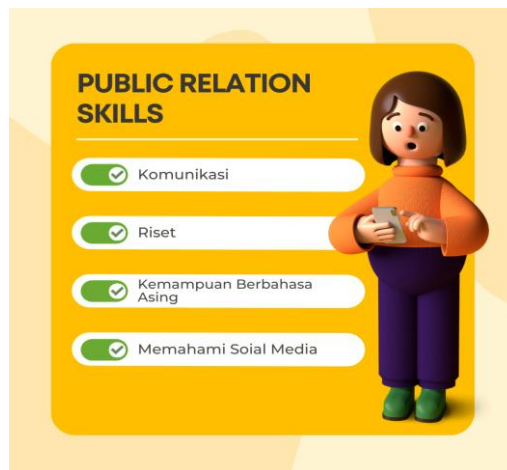 PUBLIC RELATION
SKILLS
Komunikasi
Riset
Kemampuan Berbahasa
Asing
Memahami Soial Media